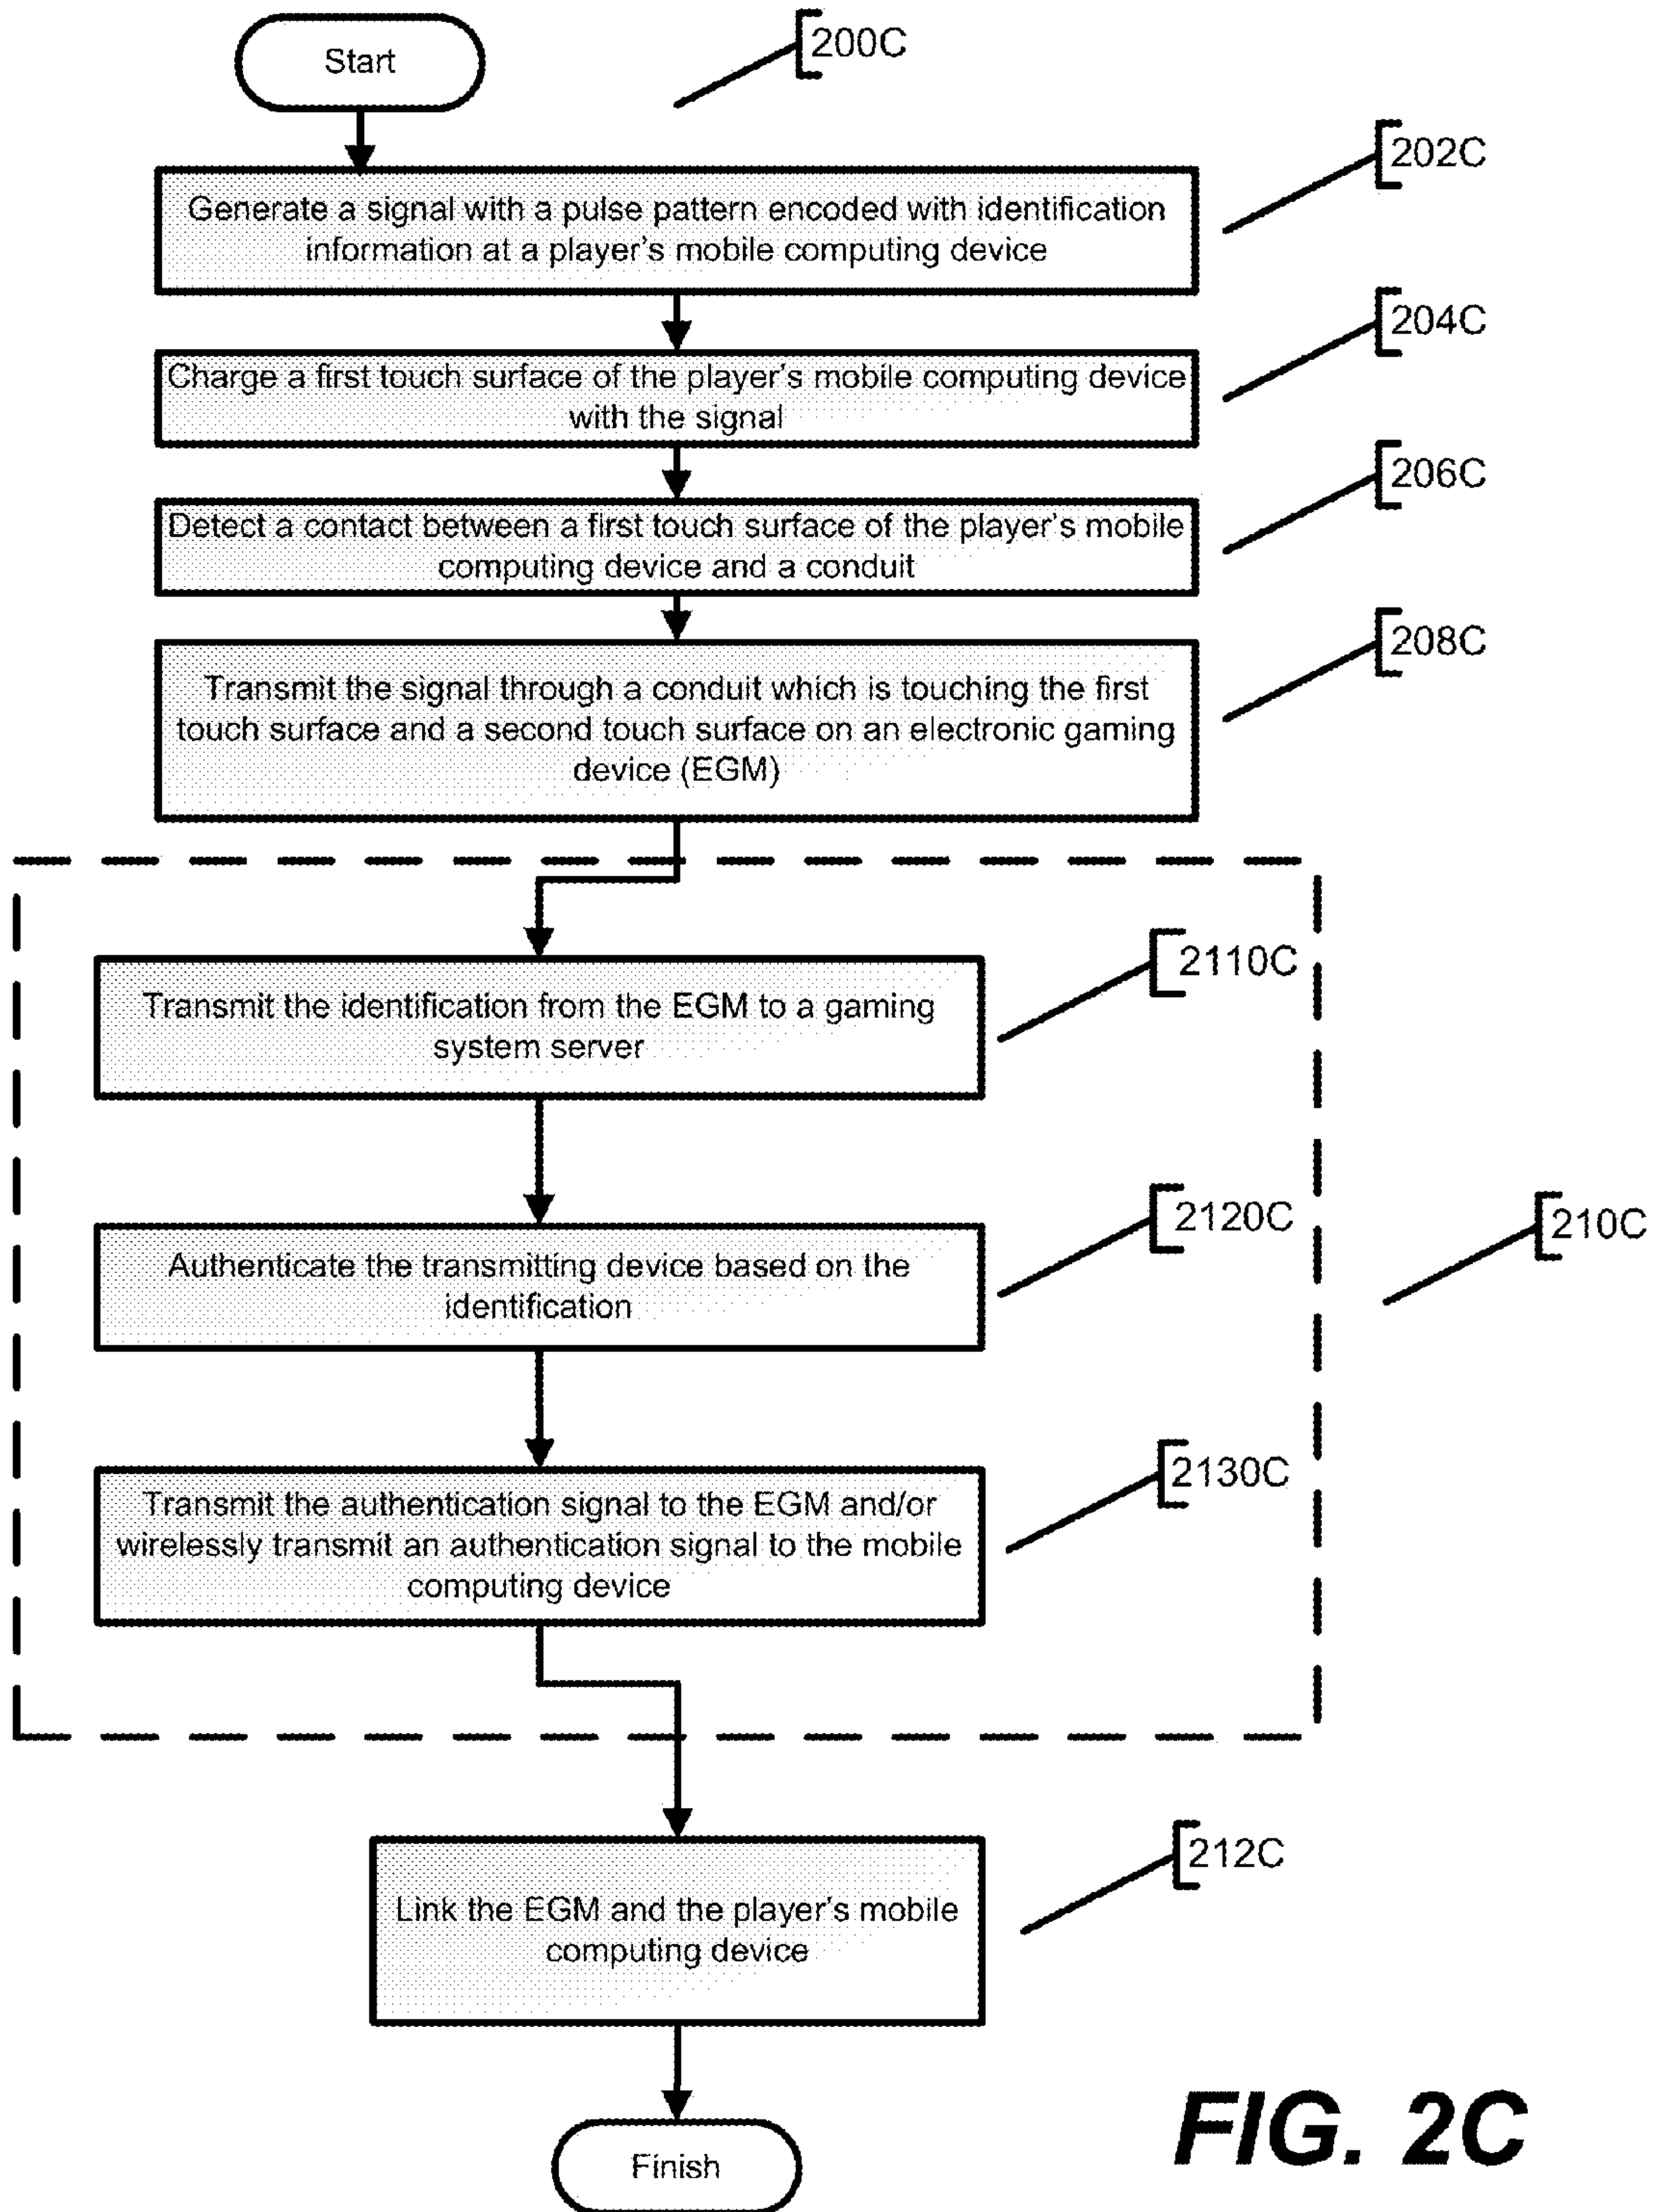 Start
200C
202C
Generate a signal with a pulse pattern encoded with identification
information at a player's mobile computing device
204C
Charge a first touch surface of the player's mobile computing device
with the signal
206C
Detect a contact between a first touch surface of the player's mobile
computing device and a conduit
208C
Transmit the signal through a conduit which is touching the first
touch surface and a second touch surface on an electronic gaming
device (EGM)
2110C
Transmit the identification from the EGM to a gaming
system server
2120C
210C
Authenticate the transmitting device based on the
identification
2130C
Transmit the authentication signal to the EGM and/or
wirelessly transmit an authentication signal to the mobile
computing device
212C
Link the EGM and the player's mobile
computing device
FIG. 2C
Finish